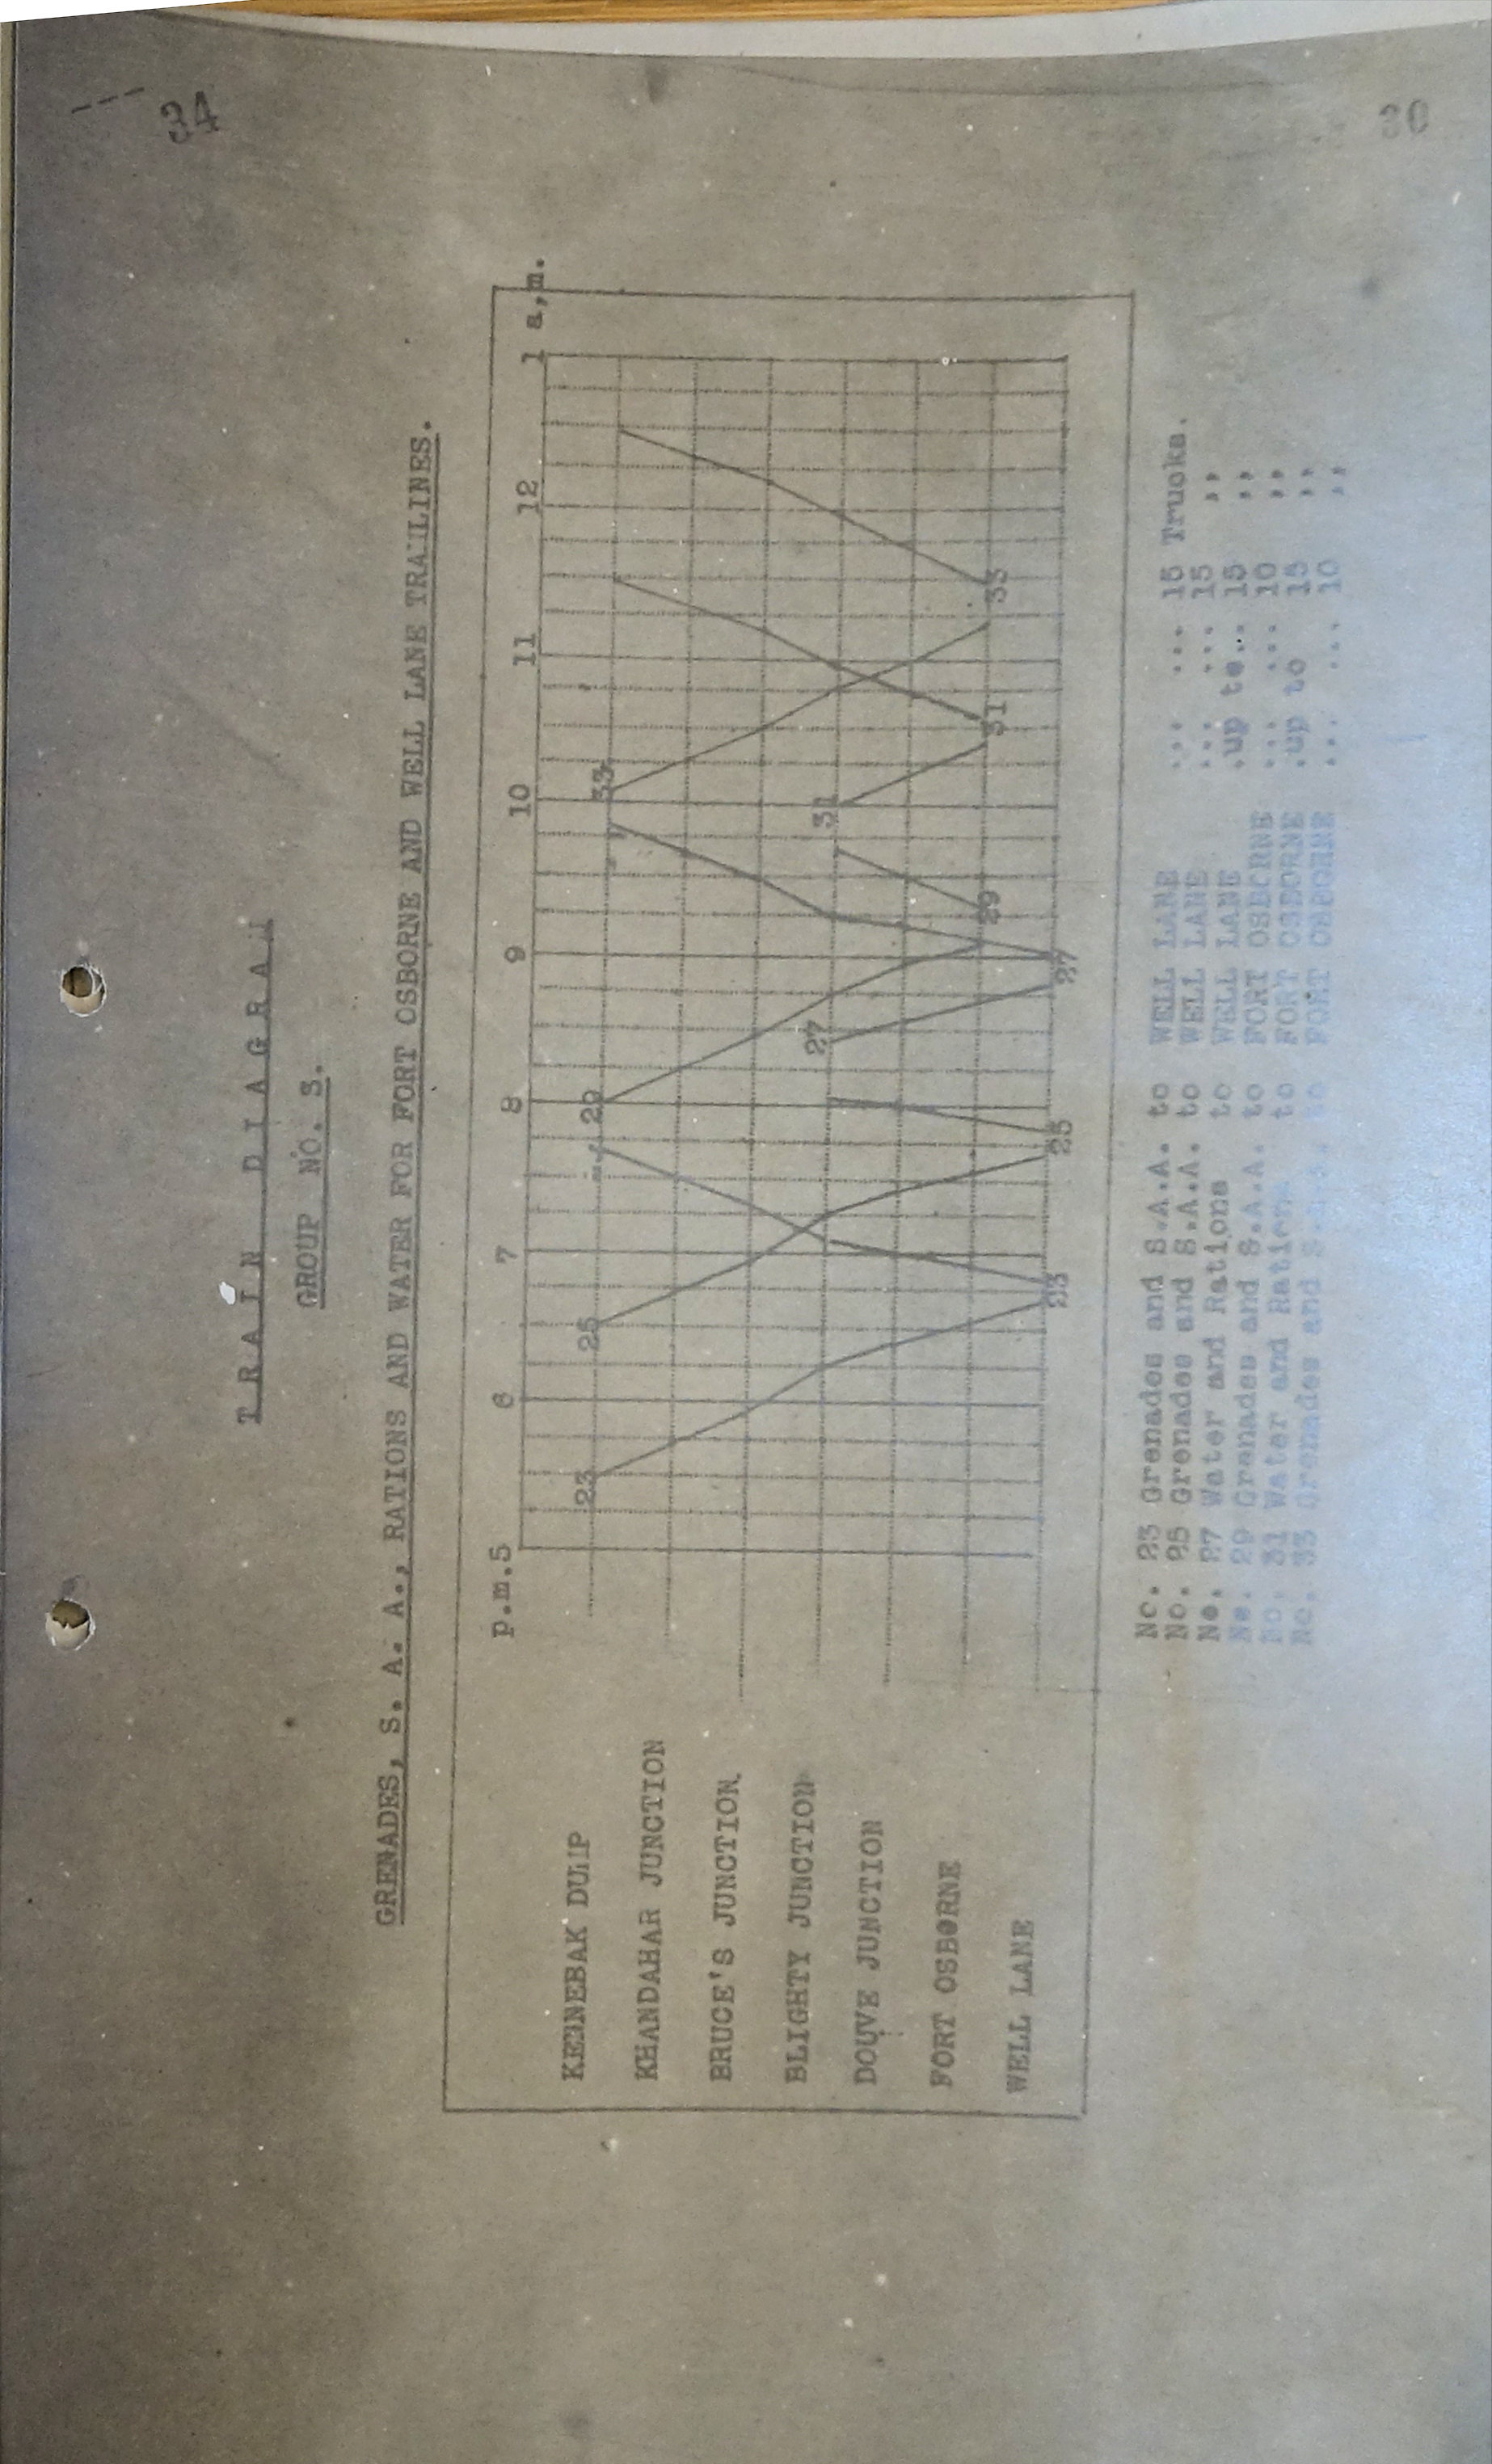 34
TRAIN DIAGRAM
GROUP NO. 3.
GRENADES, S. A. A., RATIONS AND WATER FOR FORT OSBORNE AND WELL LANE TRAMLINES.
p.m.5 6 7 8 9 10 11 12 1 a,m.
KENNEBAK DUMP 23 25 29 33
KHANDAHAR JUNCTION
BRUCE'S JUNCTION.
BLIGHTY JUNCTION 27 31
DOUVE JUNCTION
FORT OSBORNE 29 31 33
WELL LANE 23 25 27
No. 23 Grenades and S.A.A. to WELL LANE ... ... 15 Trucks.
No. 25 Grenades and S.A.A. to WELL LANE ... ... 15 ,,
No. 27 Water and Rations to WELL LANE .up to.. 15 ,,
No. 29 Grenades and S.A.A. to FORT OSBORNE ... ... 10 ,,
No. 31 Water and Rations to FORT OSBORNE .up to 15 ,,
No. 33 Grenades and S.A.A. to FORT OSBORNE ... ... 10 ,,
30